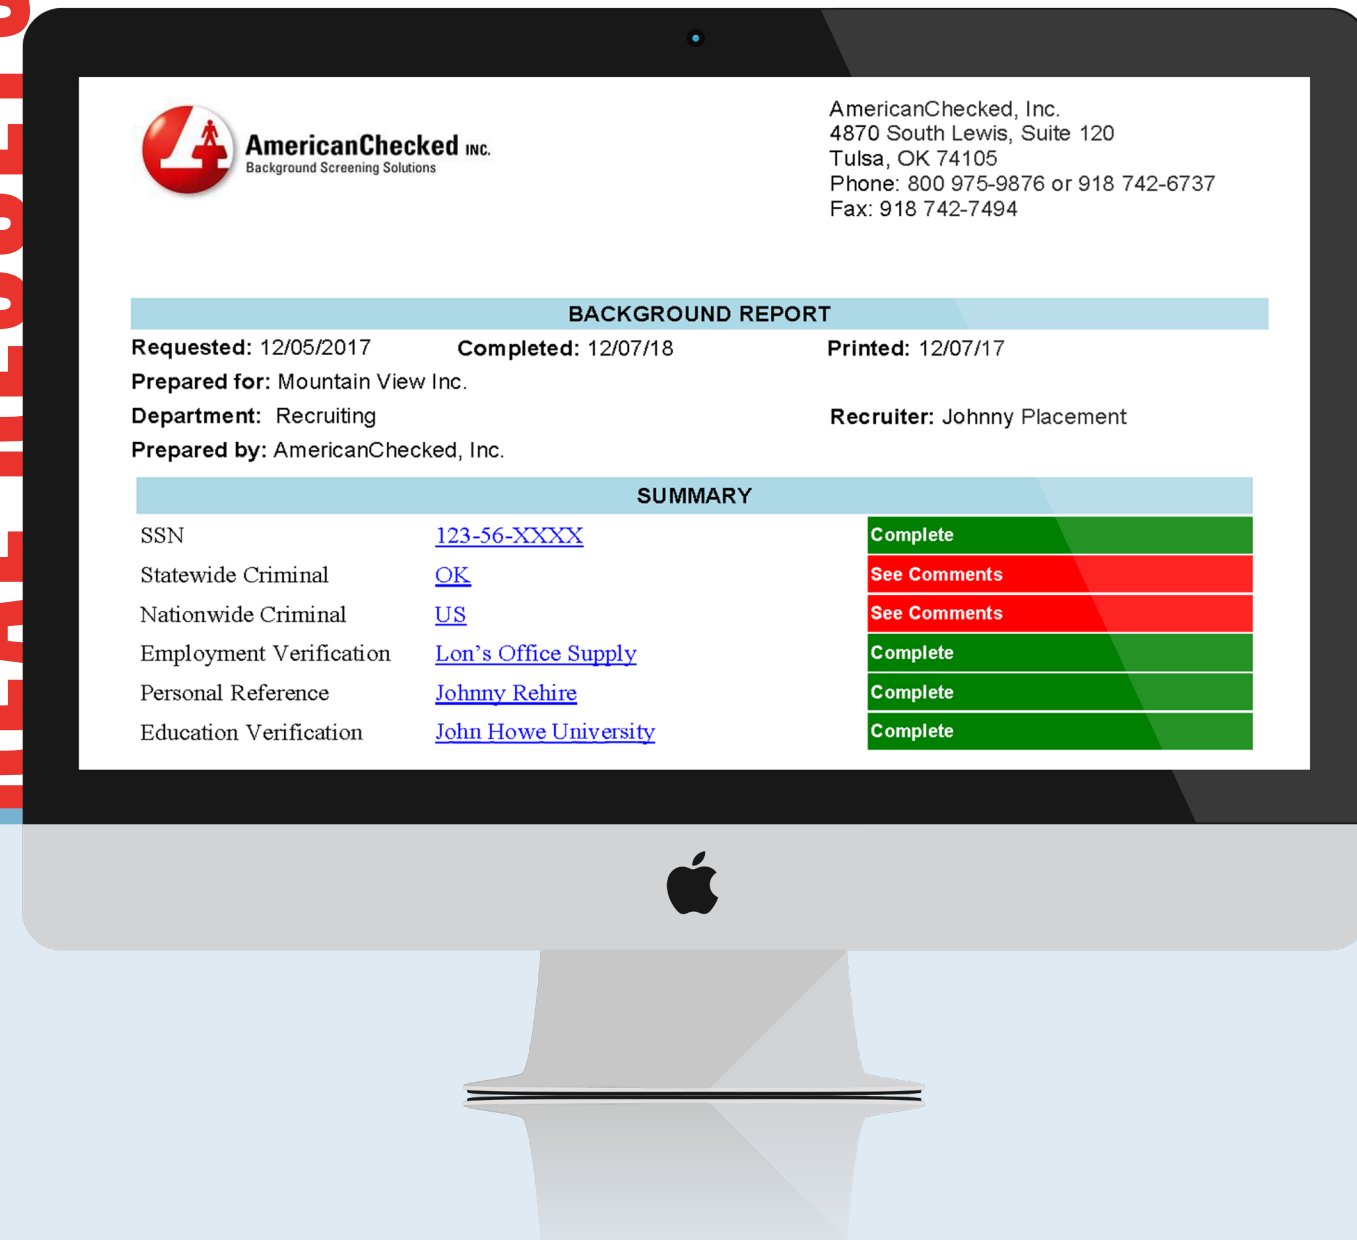 AmericanChecked INC.
Background Screening Solutions
AmericanChecked, Inc.
4870 South Lewis, Suite 120
Tulsa, OK 74105
Phone: 800 975-9876 or 918 742-6737
Fax: 918 742-7494
BACKGROUND REPORT
Requested: 12/05/2017 Completed: 12/07/18 Printed: 12/07/17
Prepared for: Mountain View Inc.
Department: Recruiting Recruiter: Johnny Placement
Prepared by: AmericanChecked, Inc.
SUMMARY
SSN 123-56-XXXX Complete
Statewide Criminal OK See Comments
Nationwide Criminal US See Comments
Employment Verification Lon's Office Supply Complete
Personal Reference Johnny Rehire Complete
Education Verification John Howe University Complete